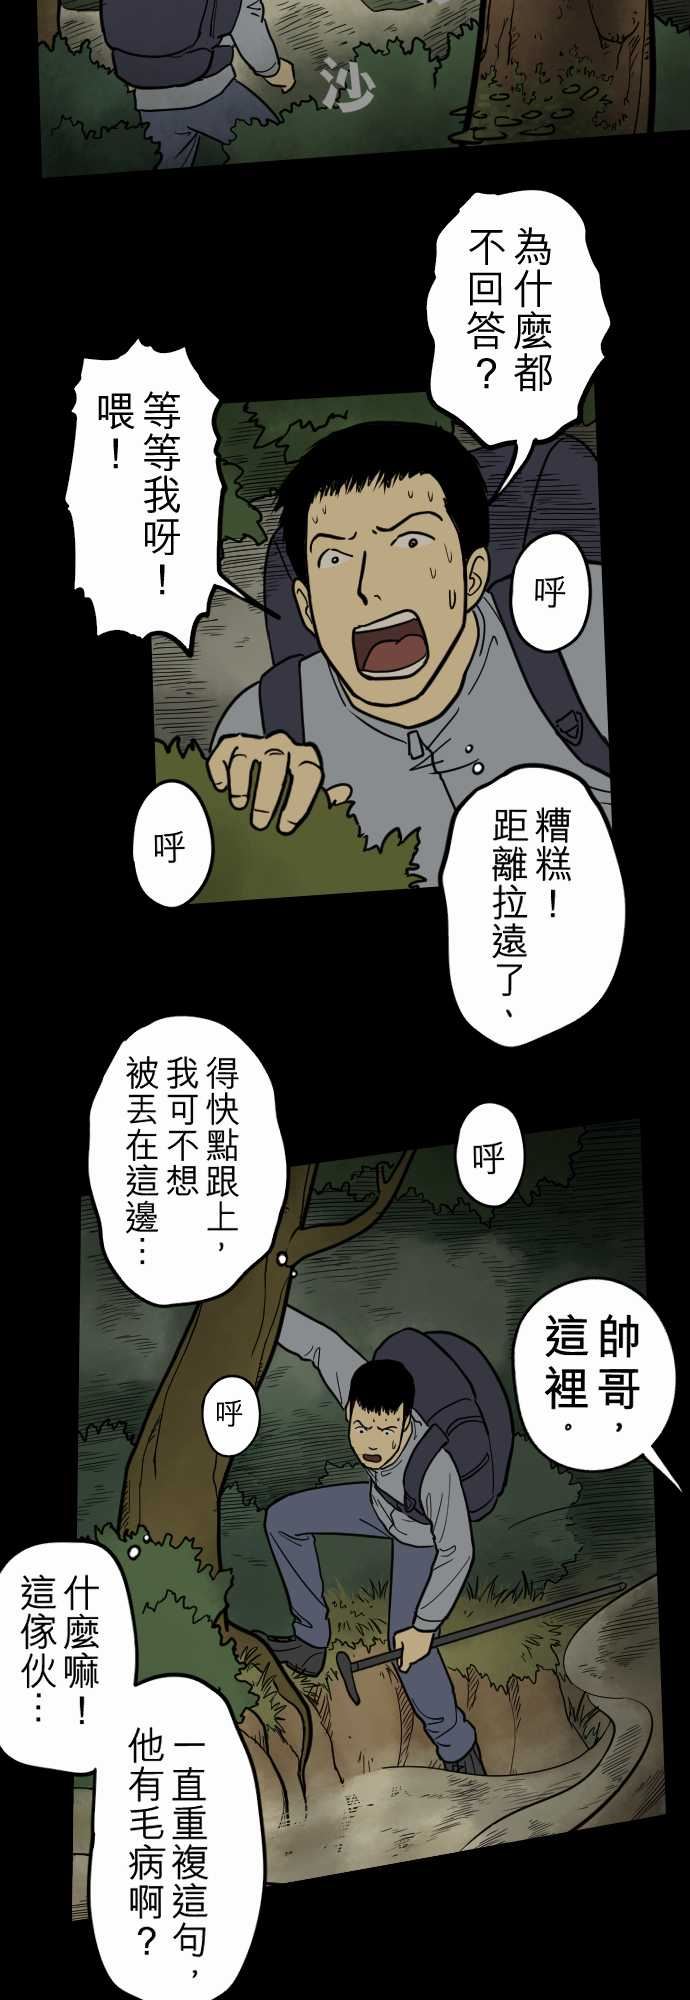 沙
為什麼都
不回答？
等等我呀！
喂！
呼
糟糕！
距離拉遠了、
呼
呼
得快點跟上，
我可不想
被丟在這邊…
帥哥，
這裡。
呼
什麼嘛！
這傢伙…
一直重複這句，
他有毛病啊？